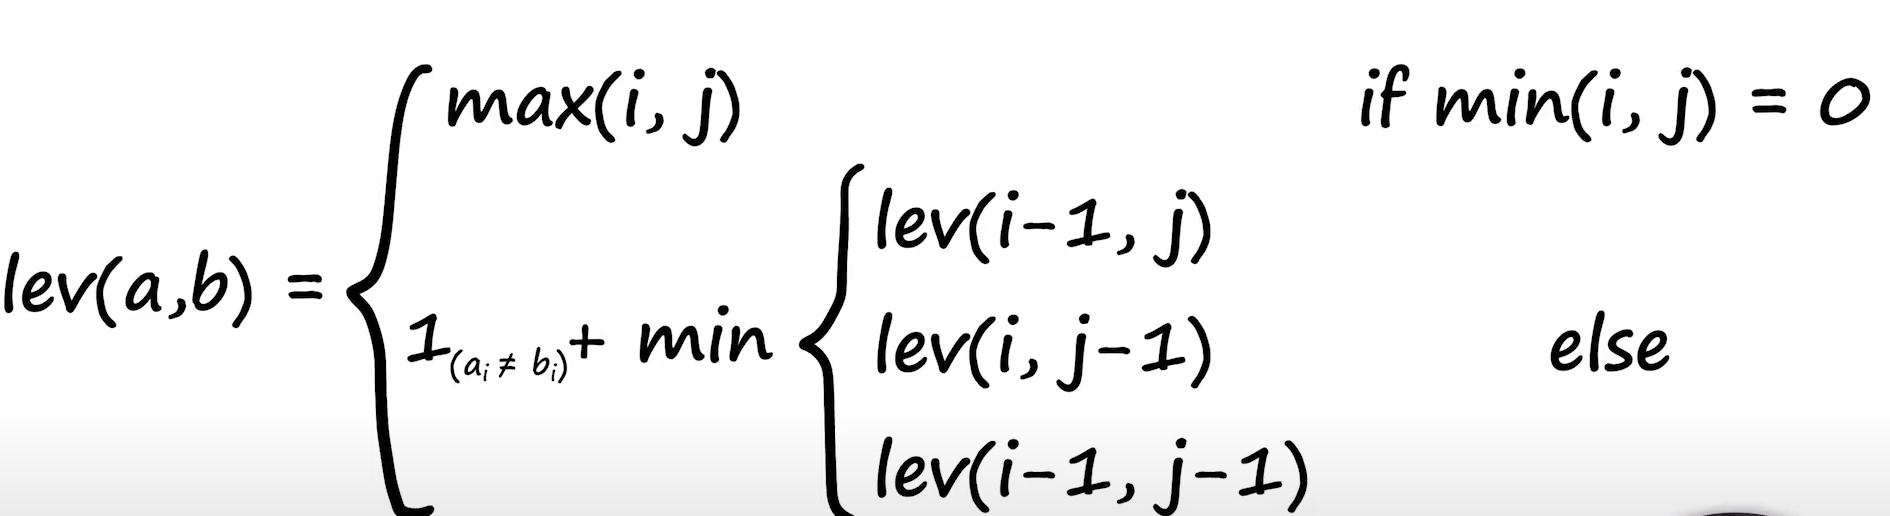 max(i, j) if min(i, j) = 0
lev(i-1, j)
lev(a,b) =
1(aᵢ ≠ bᵢ)+ min lev(i, j-1) else
lev(i-1, j-1)